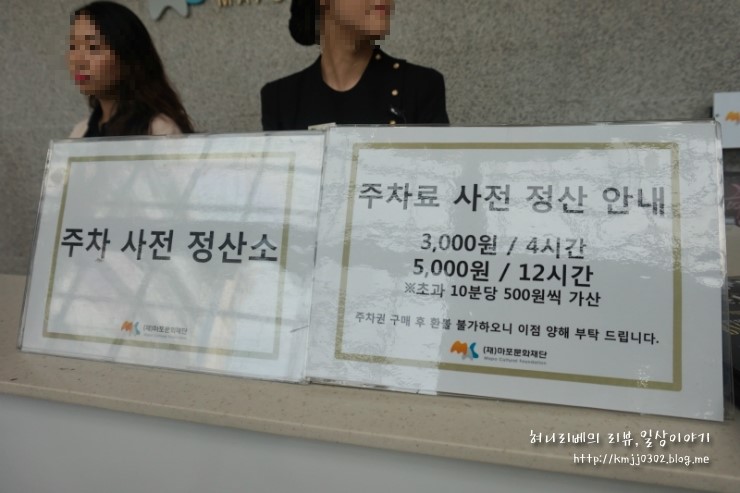 주차 사전 정산소
(재)마포문화재단
Mapo Cultural Foundation
주차료 사전 정산 안내
3,000원 / 4시간
5,000원 / 12시간
※초과 10분당 500원씩 가산
주차권 구매 후 환불 불가하오니 이점 양해 부탁 드립니다.
(재)마포문화재단
Mapo Cultural Foundation
허니리베의 리뷰.일상이야기
http://kmjj0302.blog.me